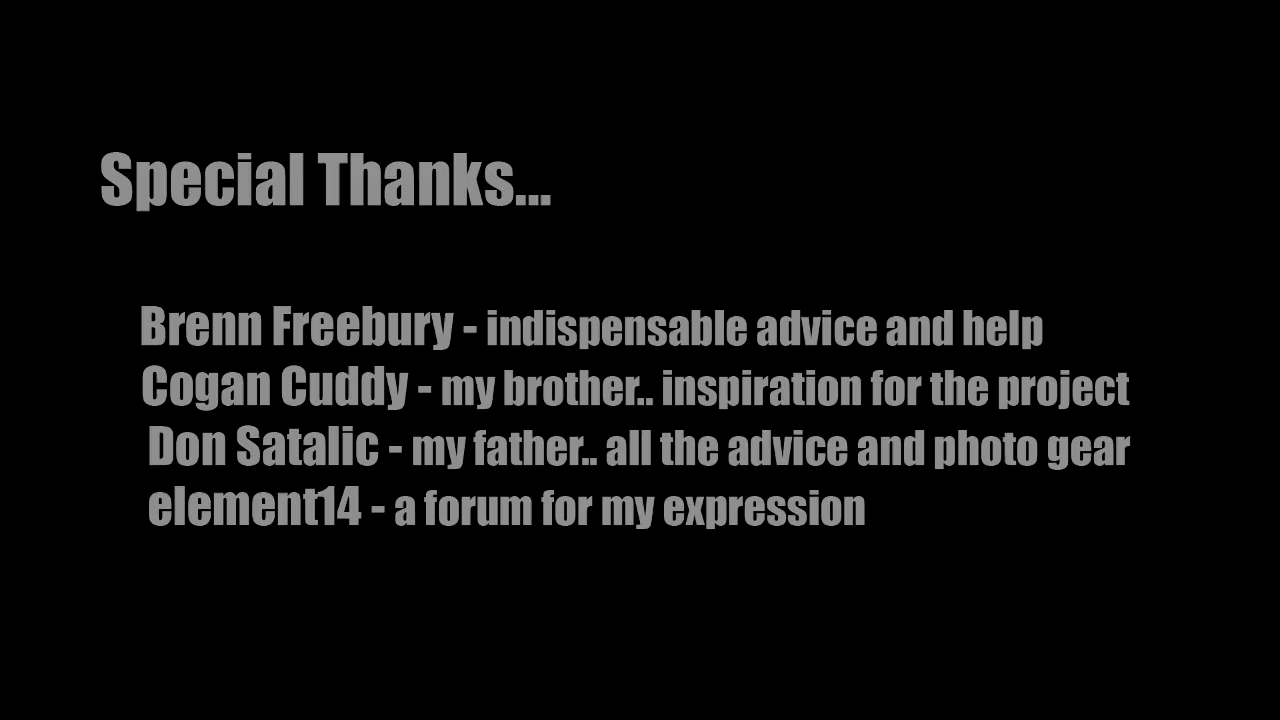 Special Thanks...
Brenn Freebury - indispensable advice and help
Cogan Cuddy - my brother.. inspiration for the project
Don Satalic - my father.. all the advice and photo gear
element14 - a forum for my expression